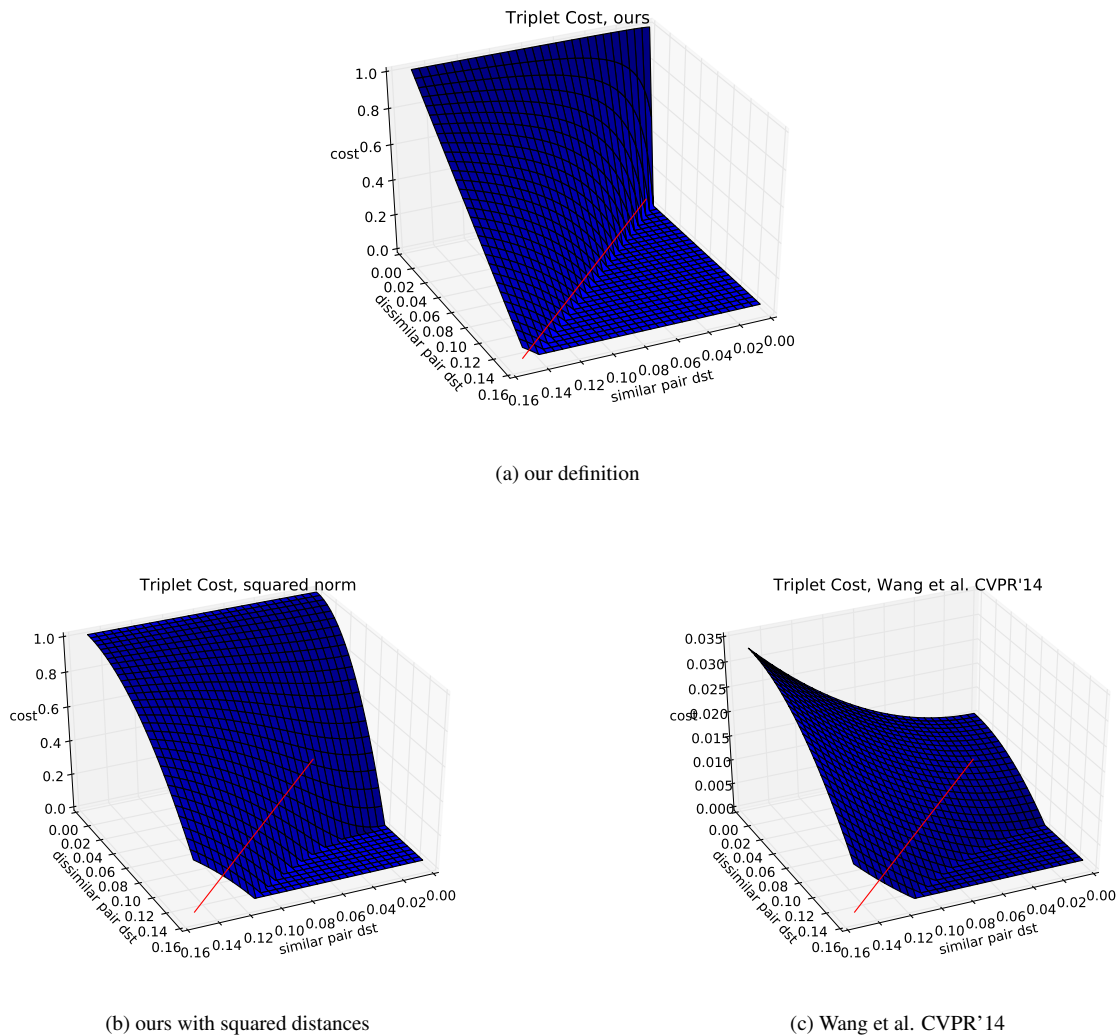 Triplet Cost, ours
1.0
0.8
cost 0.6
0.4
0.2
0.0
0.00
0.02
0.04
0.06
0.08
0.10
0.12
0.14
0.16
dissimilar pair dst
0.16 0.14 0.12 0.10 0.08 0.06 0.04 0.02 0.00
similar pair dst
(a) our definition
Triplet Cost, squared norm
1.0
0.8
0.6
cost
0.4
0.2
0.0
0.00
0.02
0.04
0.06
0.08
0.10
0.12
0.14
0.16
dissimilar pair dst
0.16 0.14 0.12 0.10 0.08 0.06 0.04 0.02 0.00
similar pair dst
(b) ours with squared distances
Triplet Cost, Wang et al. CVPR'14
0.035
0.030
0.025
cost 0.020
0.015
0.010
0.005
0.000
0.00
0.02
0.04
0.06
0.08
0.10
0.12
0.14
0.16
dissimilar pair dst
0.16 0.14 0.12 0.10 0.08 0.06 0.04 0.02 0.00
similar pair dst
(c) Wang et al. CVPR’14